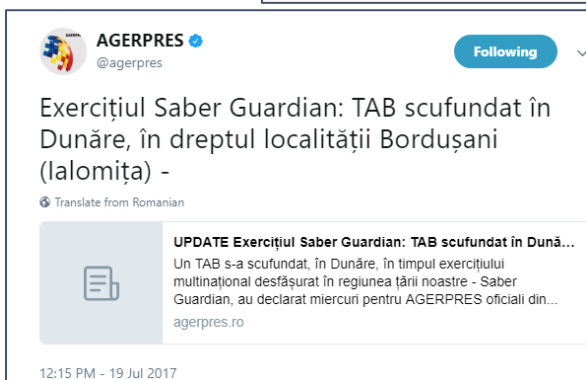 AGERPRES
@agerpres
Following
Exercițiul Saber Guardian: TAB scufundat în
Dunăre, în dreptul localității Bordușani
(Ialomița) -
Translate from Romanian
UPDATE Exercițiul Saber Guardian: TAB scufundat în Dună...
Un TAB s-a scufundat, în Dunăre, în timpul exercițiului
multinațional desfășurat în regiunea țării noastre - Saber
Guardian, au declarat miercuri pentru AGERPRES oficiali din...
agerpres.ro
12:15 PM - 19 Jul 2017